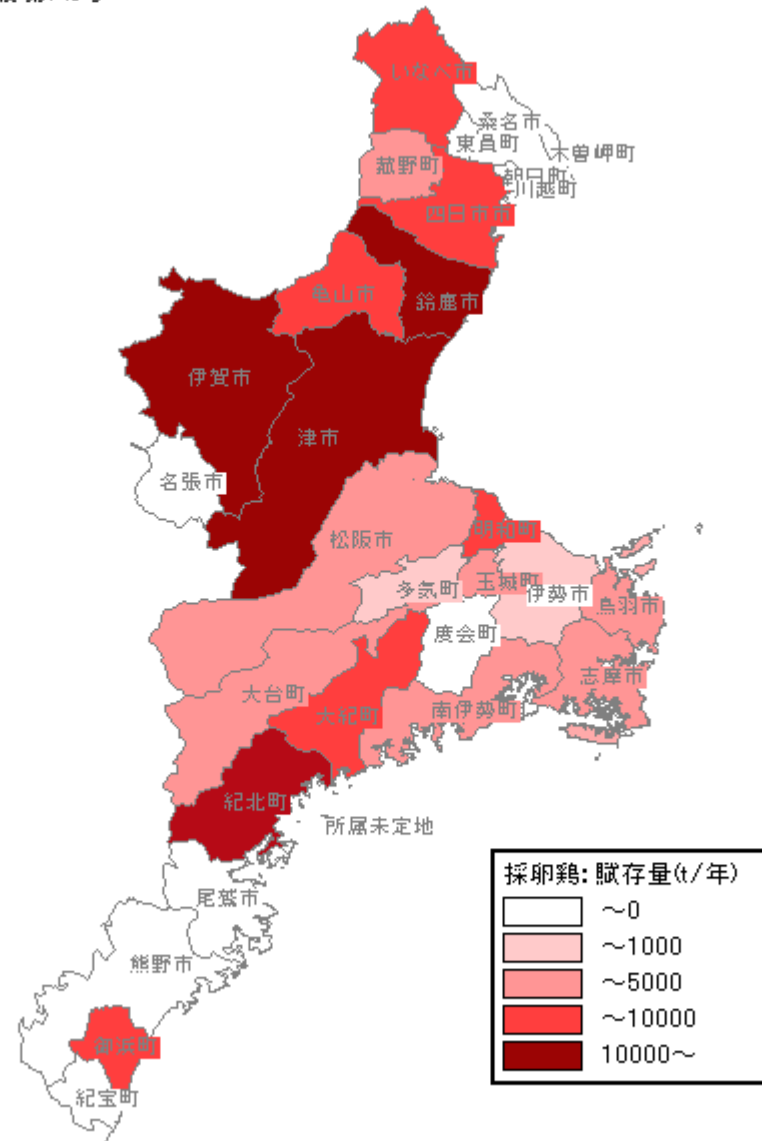 いなべ市
桑名市
東員町
木曽岬町
菰野町
朝日町
川越町
四日市市
亀山市
鈴鹿市
伊賀市
津市
名張市
松阪市
明和町
多気町
玉城町
伊勢市
鳥羽市
度会町
志摩市
大台町
大紀町
南伊勢町
紀北町
所属未定地
尾鷲市
熊野市
御浜町
紀宝町
採卵鶏:賦存量(t/年)
～0
～1000
～5000
～10000
10000～